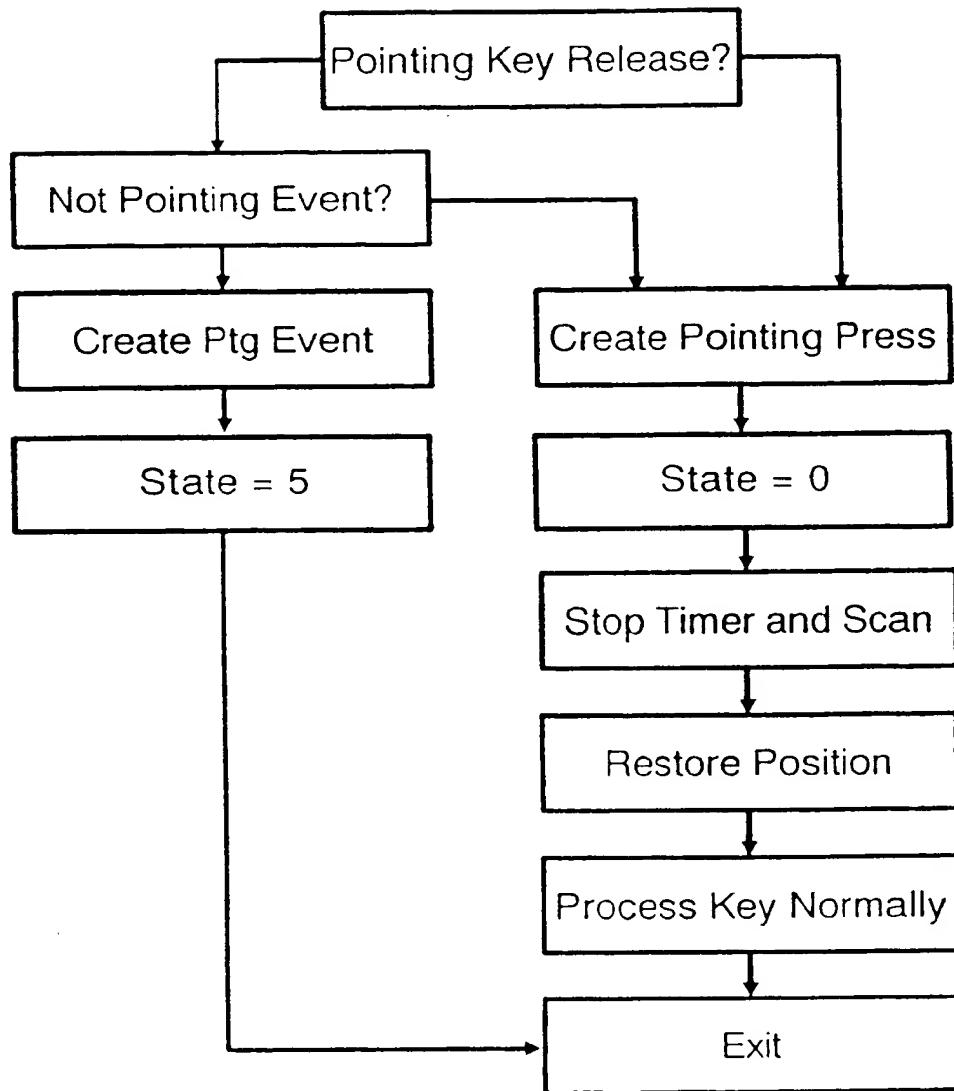 Pointing Key Release?
Not Pointing Event?
Create Ptg Event
Create Pointing Press
State = 5
State = 0
Stop Timer and Scan
Restore Position
Process Key Normally
Exit